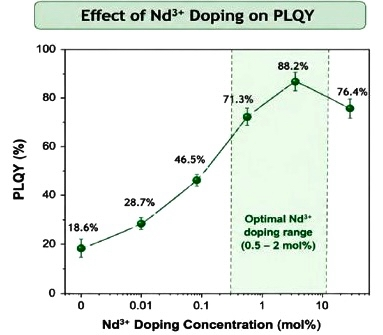 Effect of Nd³⁺ Doping on PLQY
100
80
60
40
20
0
PLQY (%)
18.6%
28.7%
46.5%
71.3%
88.2%
76.4%
Optimal Nd³⁺
doping range
(0.5 – 2 mol%)
0 0.01 0.1 1 10
Nd³⁺ Doping Concentration (mol%)